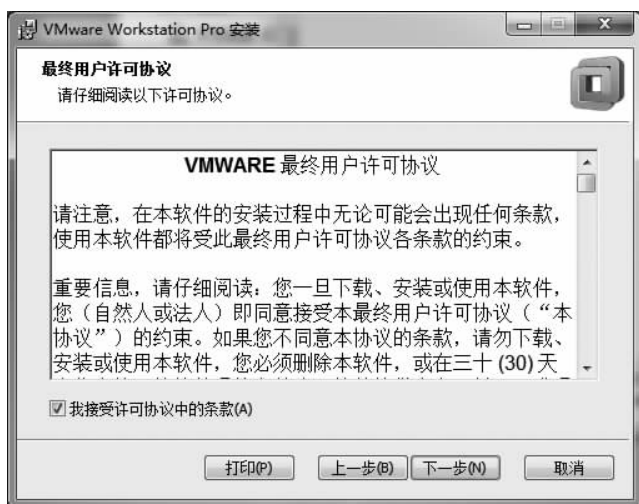 VMware Workstation Pro 安装
最终用户许可协议
请仔细阅读以下许可协议。
VMWARE 最终用户许可协议
请注意，在本软件的安装过程中无论可能会出现任何条款，
使用本软件都将受此最终用户许可协议各条款的约束。
重要信息，请仔细阅读：您一旦下载、安装或使用本软件，
您（自然人或法人）即同意接受本最终用户许可协议（“本
协议”）的约束。如果您不同意本协议的条款，请勿下载、
安装或使用本软件，您必须删除本软件，或在三十 (30) 天
我接受许可协议中的条款(A)
打印(P) 上一步(B) 下一步(N) 取消